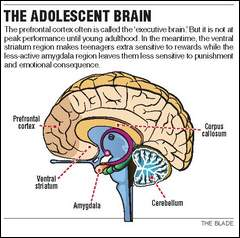 THE ADOLESCENT BRAIN
The prefrontal cortex often is called the 'executive brain.' But it is not at
peak performance until young adulthood. In the meantime, the ventral
striatum region makes teenagers extra sensitive to rewards while the
less-active amygdala region leaves them less sensitive to punishment
and emotional consequence.
Prefrontal
cortex
Corpus
callosum
Ventral
striatum
Amygdala
Cerebellum
THE BLADE